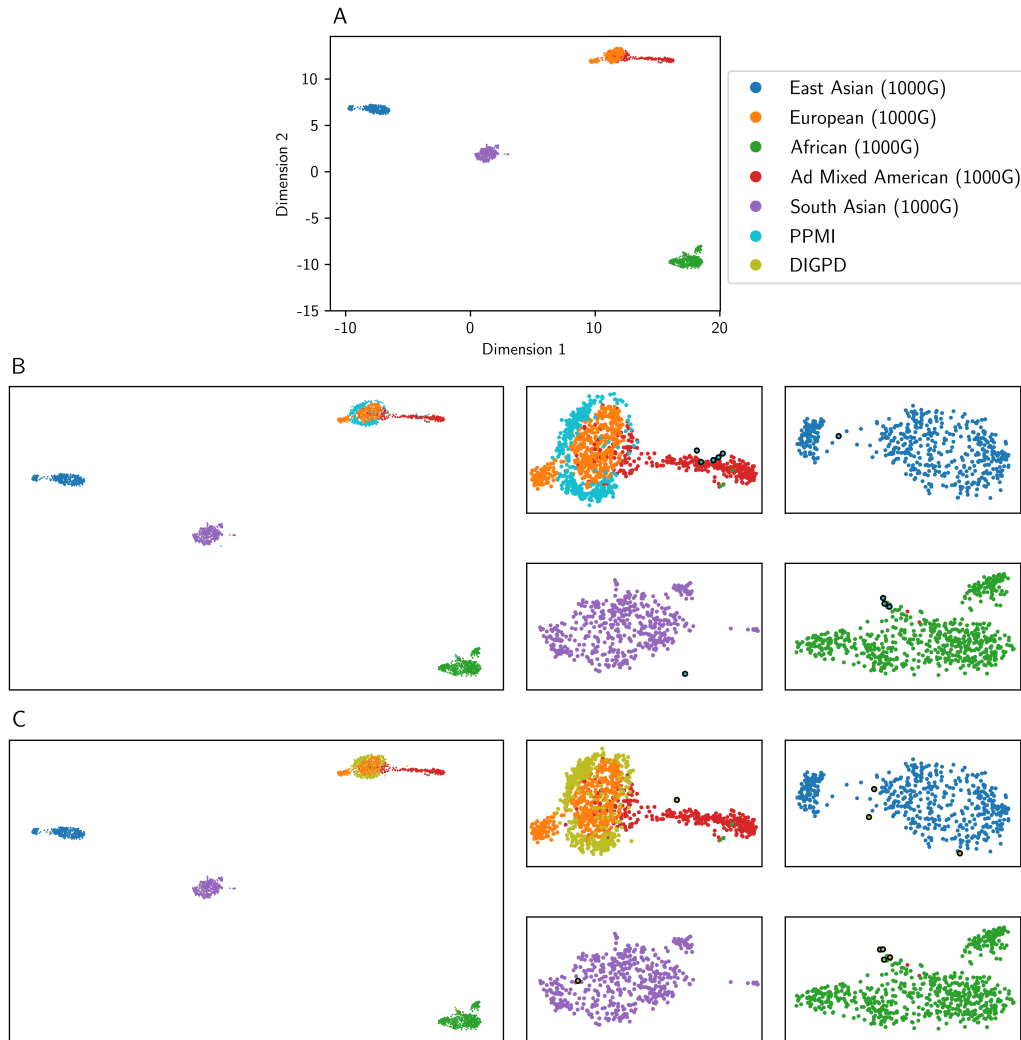 A
10
5
0
-5
-10
-15
-10
0
10
20
Dimension 2
Dimension 1
East Asian (1000G)
European (1000G)
African (1000G)
Ad Mixed American (1000G)
South Asian (1000G)
PPMI
DIGPD
B
C